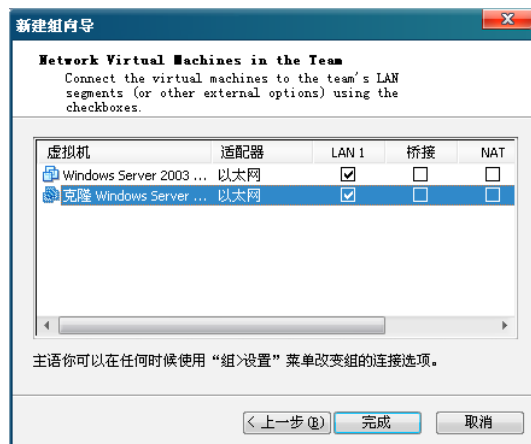 新建组向导
Network Virtual Machines in the Team
Connect the virtual machines to the team's LAN
segments (or other external options) using the
checkboxes.
虚拟机 适配器 LAN 1 桥接 NAT
Windows Server 2003 ... 以太网
克隆 Windows Server ... 以太网
主语你可以在任何时候使用“组>设置”菜单改变组的连接选项。
< 上一步(B) 完成 取消